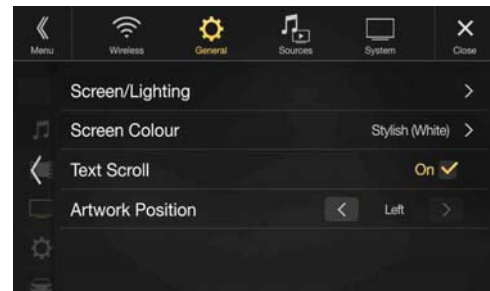 Menu
Wireless
General
Sources
System
Close
Screen/Lighting
Screen Colour Stylish (White)
Text Scroll On
Artwork Position Left